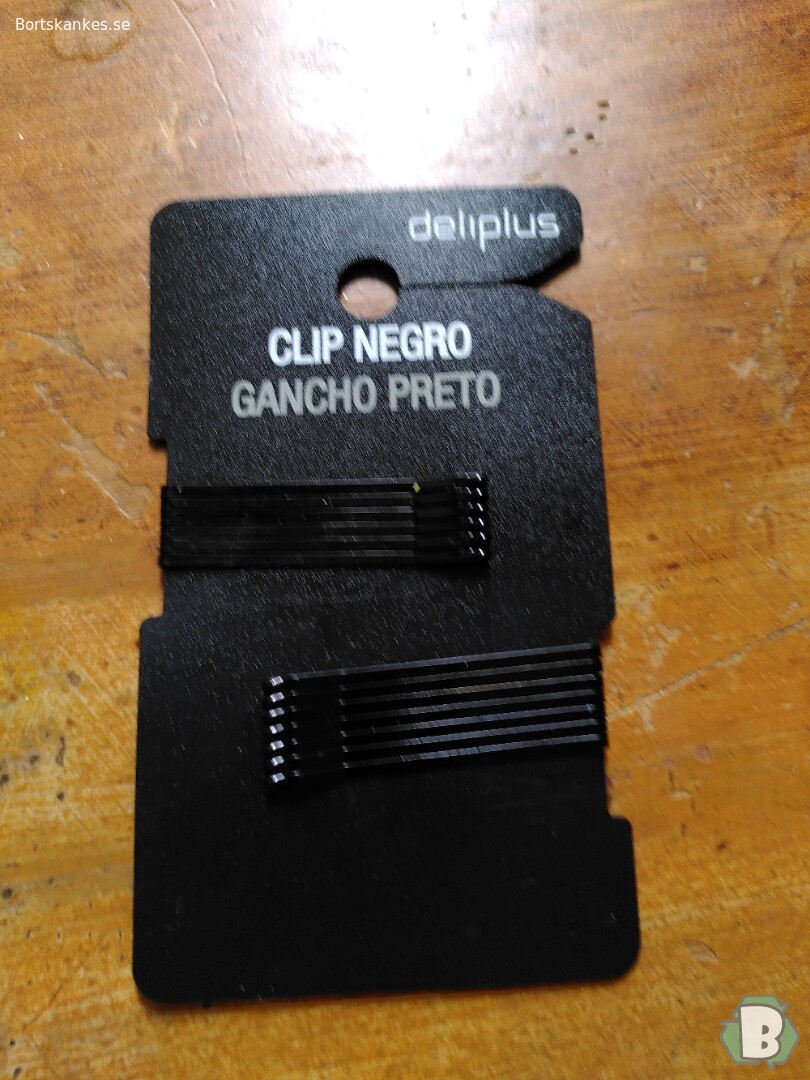 Bortskankes.se
deliplus
CLIP NEGRO
GANCHO PRETO
B